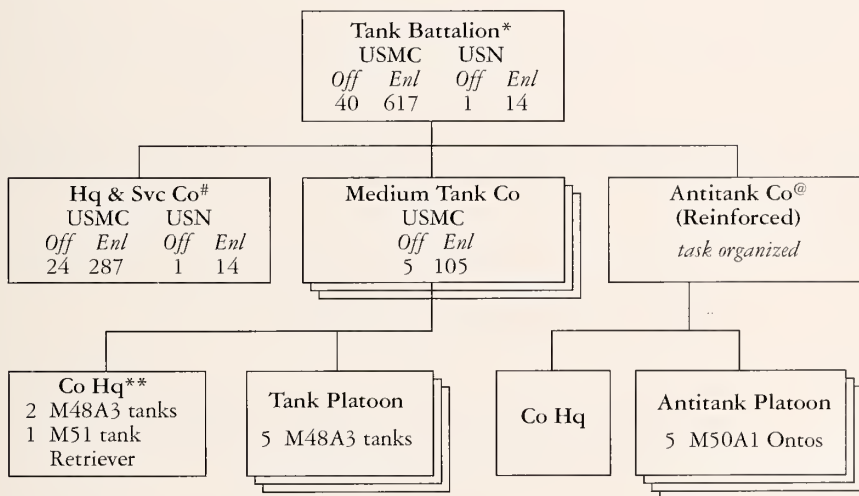 Tank Battalion*
USMC USN
Off Enl Off Enl
40 617 1 14
Hq & Svc Co#
USMC USN
Off Enl Off Enl
24 287 1 14
Medium Tank Co
USMC
Off Enl
5 105
Antitank Co@
(Reinforced)
task organized
Co Hq**
2 M48A3 tanks
1 M51 tank
Retriever
Tank Platoon
5 M48A3 tanks
Co Hq
Antitank Platoon
5 M50A1 Ontos